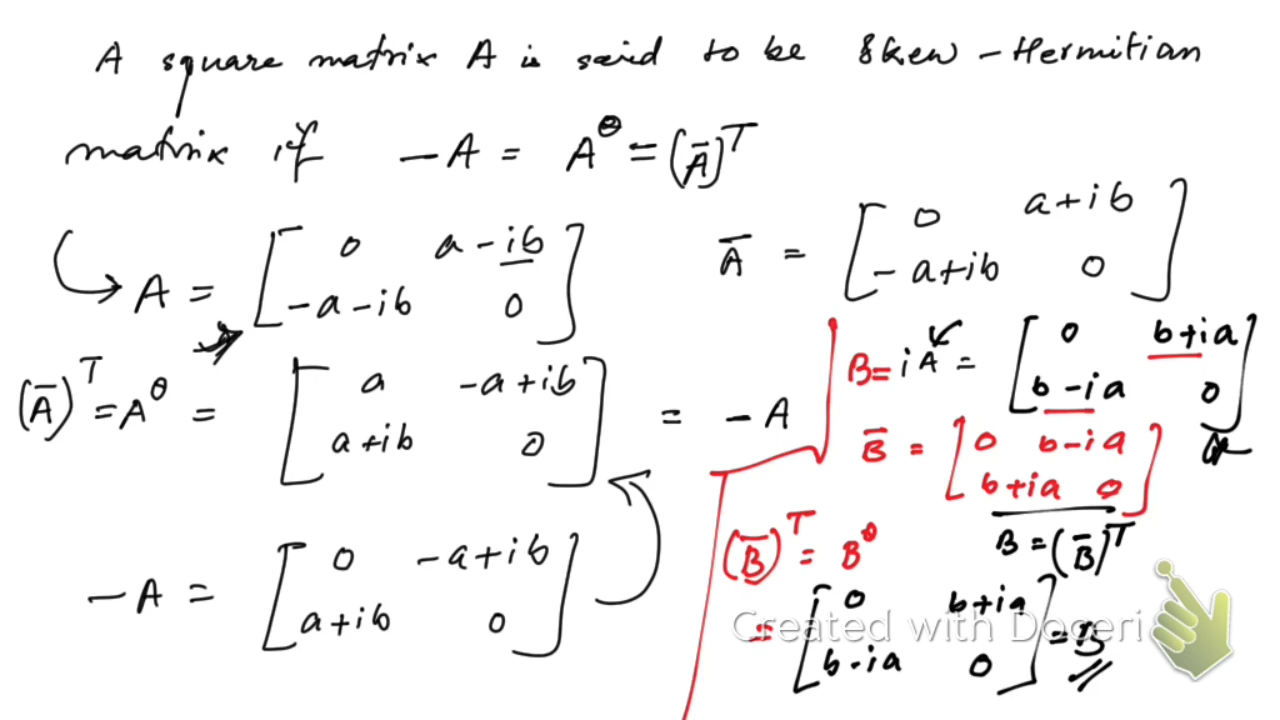 A square matrix A is said to be Skew-Hermitian
matrix if -A = A^θ = (A̅)^T
A = [ 0  a-ib
-a-ib  0 ]
A̅ = [ 0  a+ib
-a+ib  0 ]
(A̅)^T = A^θ = [ a  -a+ib
a+ib  0 ] = -A
-A = [ 0  -a+ib
a+ib  0 ]
B = iA = [ 0  b+ia
b-ia  0 ]
B̅ = [ 0  b-ia
b+ia  0 ]
B = (B̅)^T
(B̅)^T = B^θ
= [ 0  b+ia
b-ia  0 ] = B
Created with Doceri